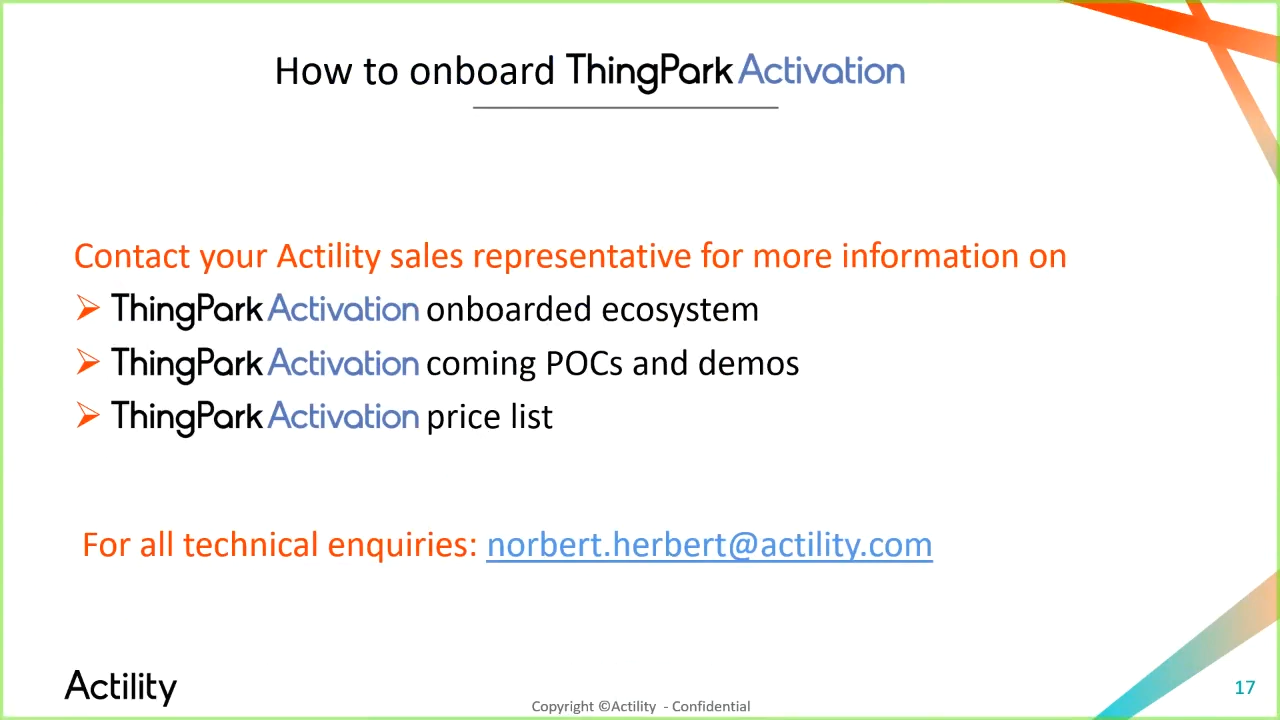 How to onboard ThingPark Activation
Contact your Actility sales representative for more information on
➢ ThingPark Activation onboarded ecosystem
➢ ThingPark Activation coming POCs and demos
➢ ThingPark Activation price list
For all technical enquiries: norbert.herbert@actility.com
Actility
Copyright ©Actility - Confidential
17